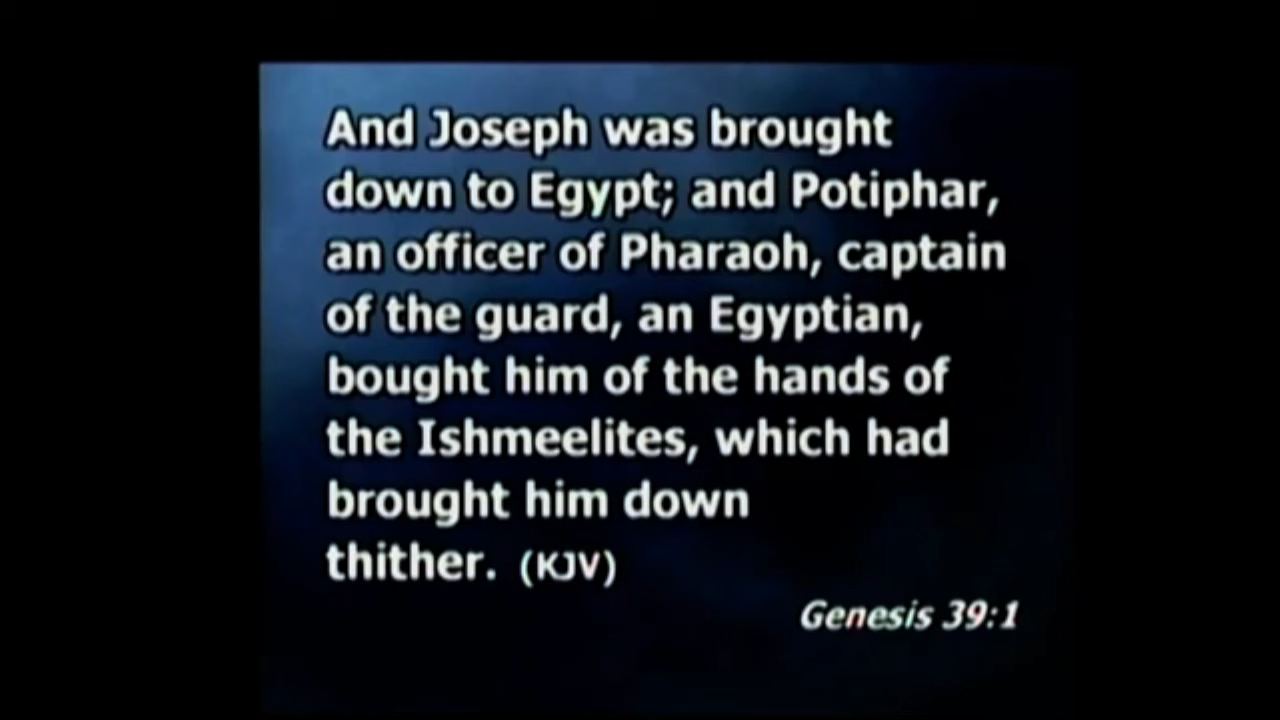 And Joseph was brought
down to Egypt; and Potiphar,
an officer of Pharaoh, captain
of the guard, an Egyptian,
bought him of the hands of
the Ishmeelites, which had
brought him down
thither. (KJV)
Genesis 39:1